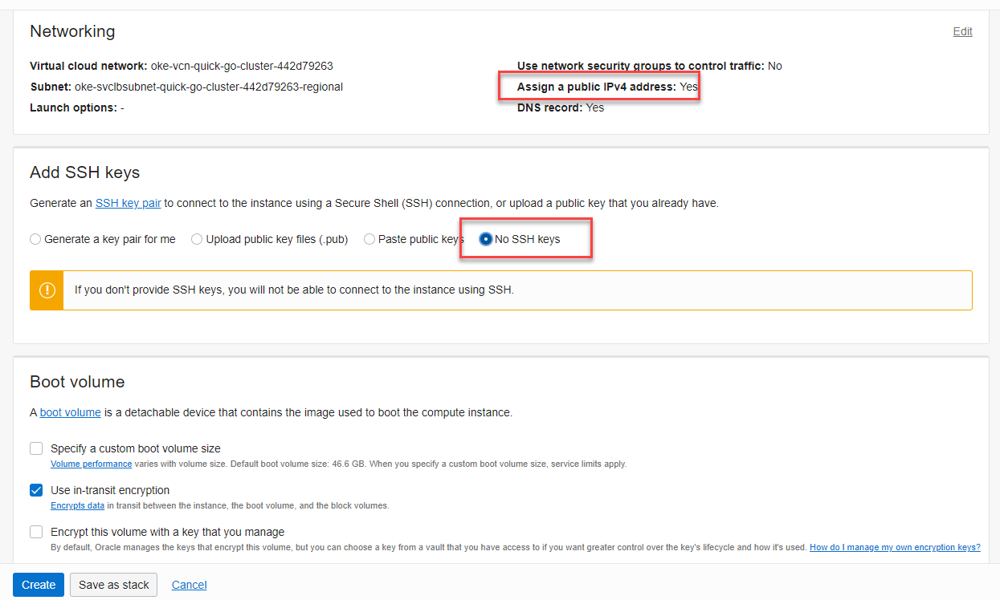 Networking
Edit
Virtual cloud network: oke-vcn-quick-go-cluster-442d79263
Use network security groups to control traffic: No
Subnet: oke-svclbsubnet-quick-go-cluster-442d79263-regional
Assign a public IPv4 address: Yes
Launch options: -
DNS record: Yes
Add SSH keys
Generate an SSH key pair to connect to the instance using a Secure Shell (SSH) connection, or upload a public key that you already have.
Generate a key pair for me
Upload public key files (.pub)
Paste public keys
No SSH keys
If you don't provide SSH keys, you will not be able to connect to the instance using SSH.
Boot volume
A boot volume is a detachable device that contains the image used to boot the compute instance.
Specify a custom boot volume size
Volume performance varies with volume size. Default boot volume size: 46.6 GB. When you specify a custom boot volume size, service limits apply.
Use in-transit encryption
Encrypts data in transit between the instance, the boot volume, and the block volumes.
Encrypt this volume with a key that you manage
By default, Oracle manages the keys that encrypt this volume, but you can choose a key from a vault that you have access to if you want greater control over the key's lifecycle and how it's used. How do I manage my own encryption keys?
Create
Save as stack
Cancel